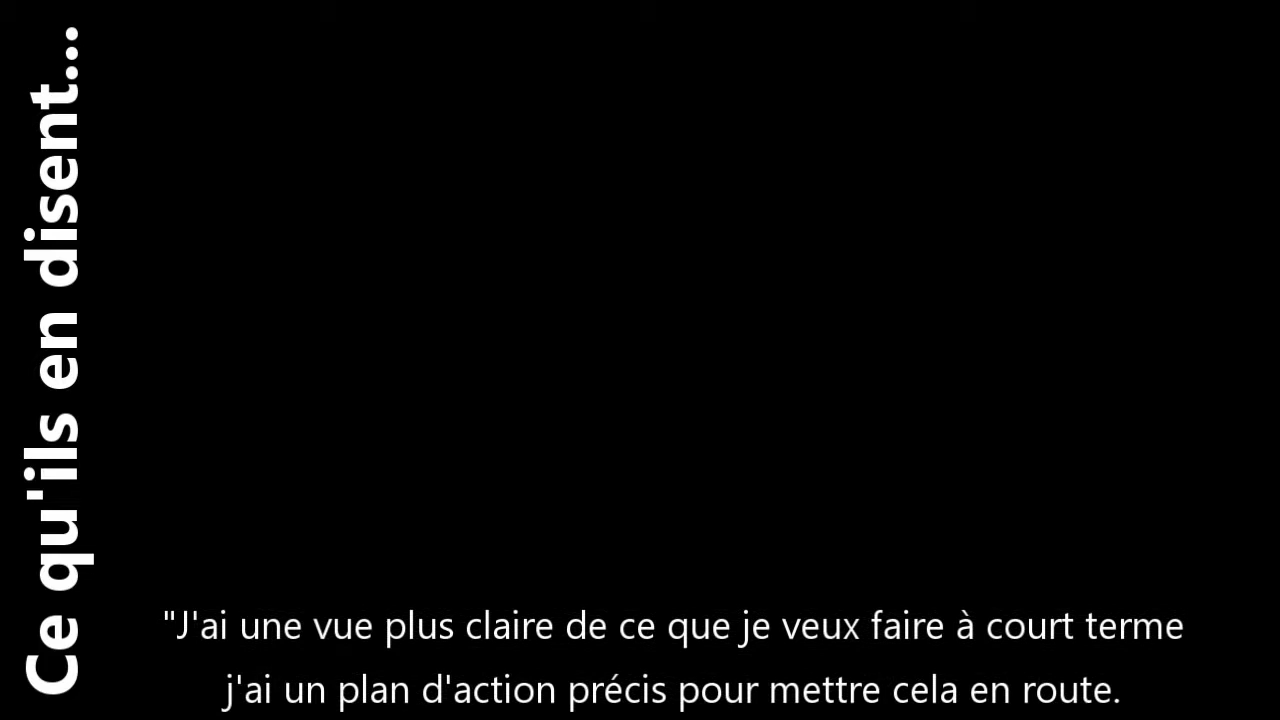 Ce qu'ils en disent...
"J'ai une vue plus claire de ce que je veux faire à court terme
j'ai un plan d'action précis pour mettre cela en route.